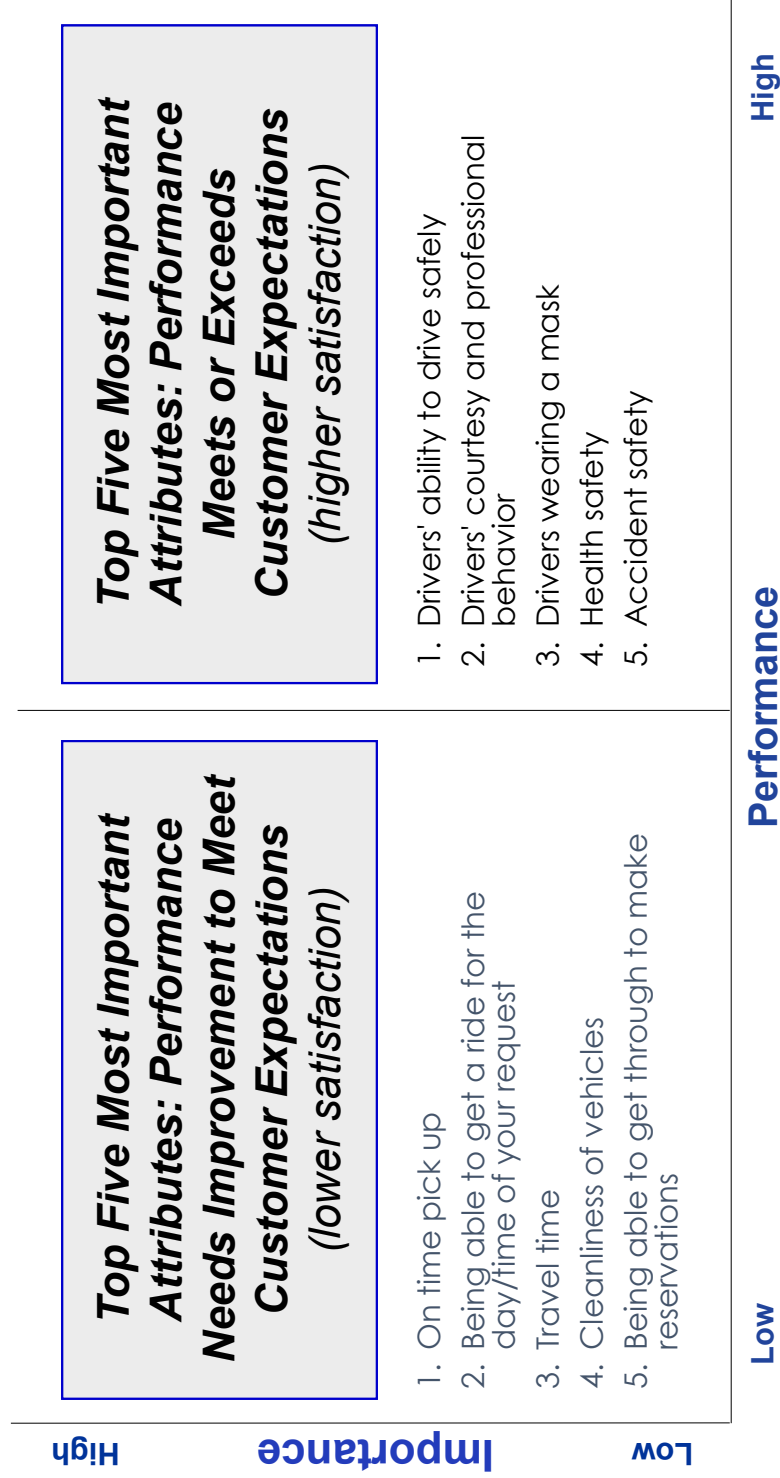 High
Importance
Low
Top Five Most Important
Attributes: Performance
Needs Improvement to Meet
Customer Expectations
(lower satisfaction)
1. On time pick up
2. Being able to get a ride for the
day/time of your request
3. Travel time
4. Cleanliness of vehicles
5. Being able to get through to make
reservations
Top Five Most Important
Attributes: Performance
Meets or Exceeds
Customer Expectations
(higher satisfaction)
1. Drivers' ability to drive safely
2. Drivers' courtesy and professional
behavior
3. Drivers wearing a mask
4. Health safety
5. Accident safety
Low
Performance
High